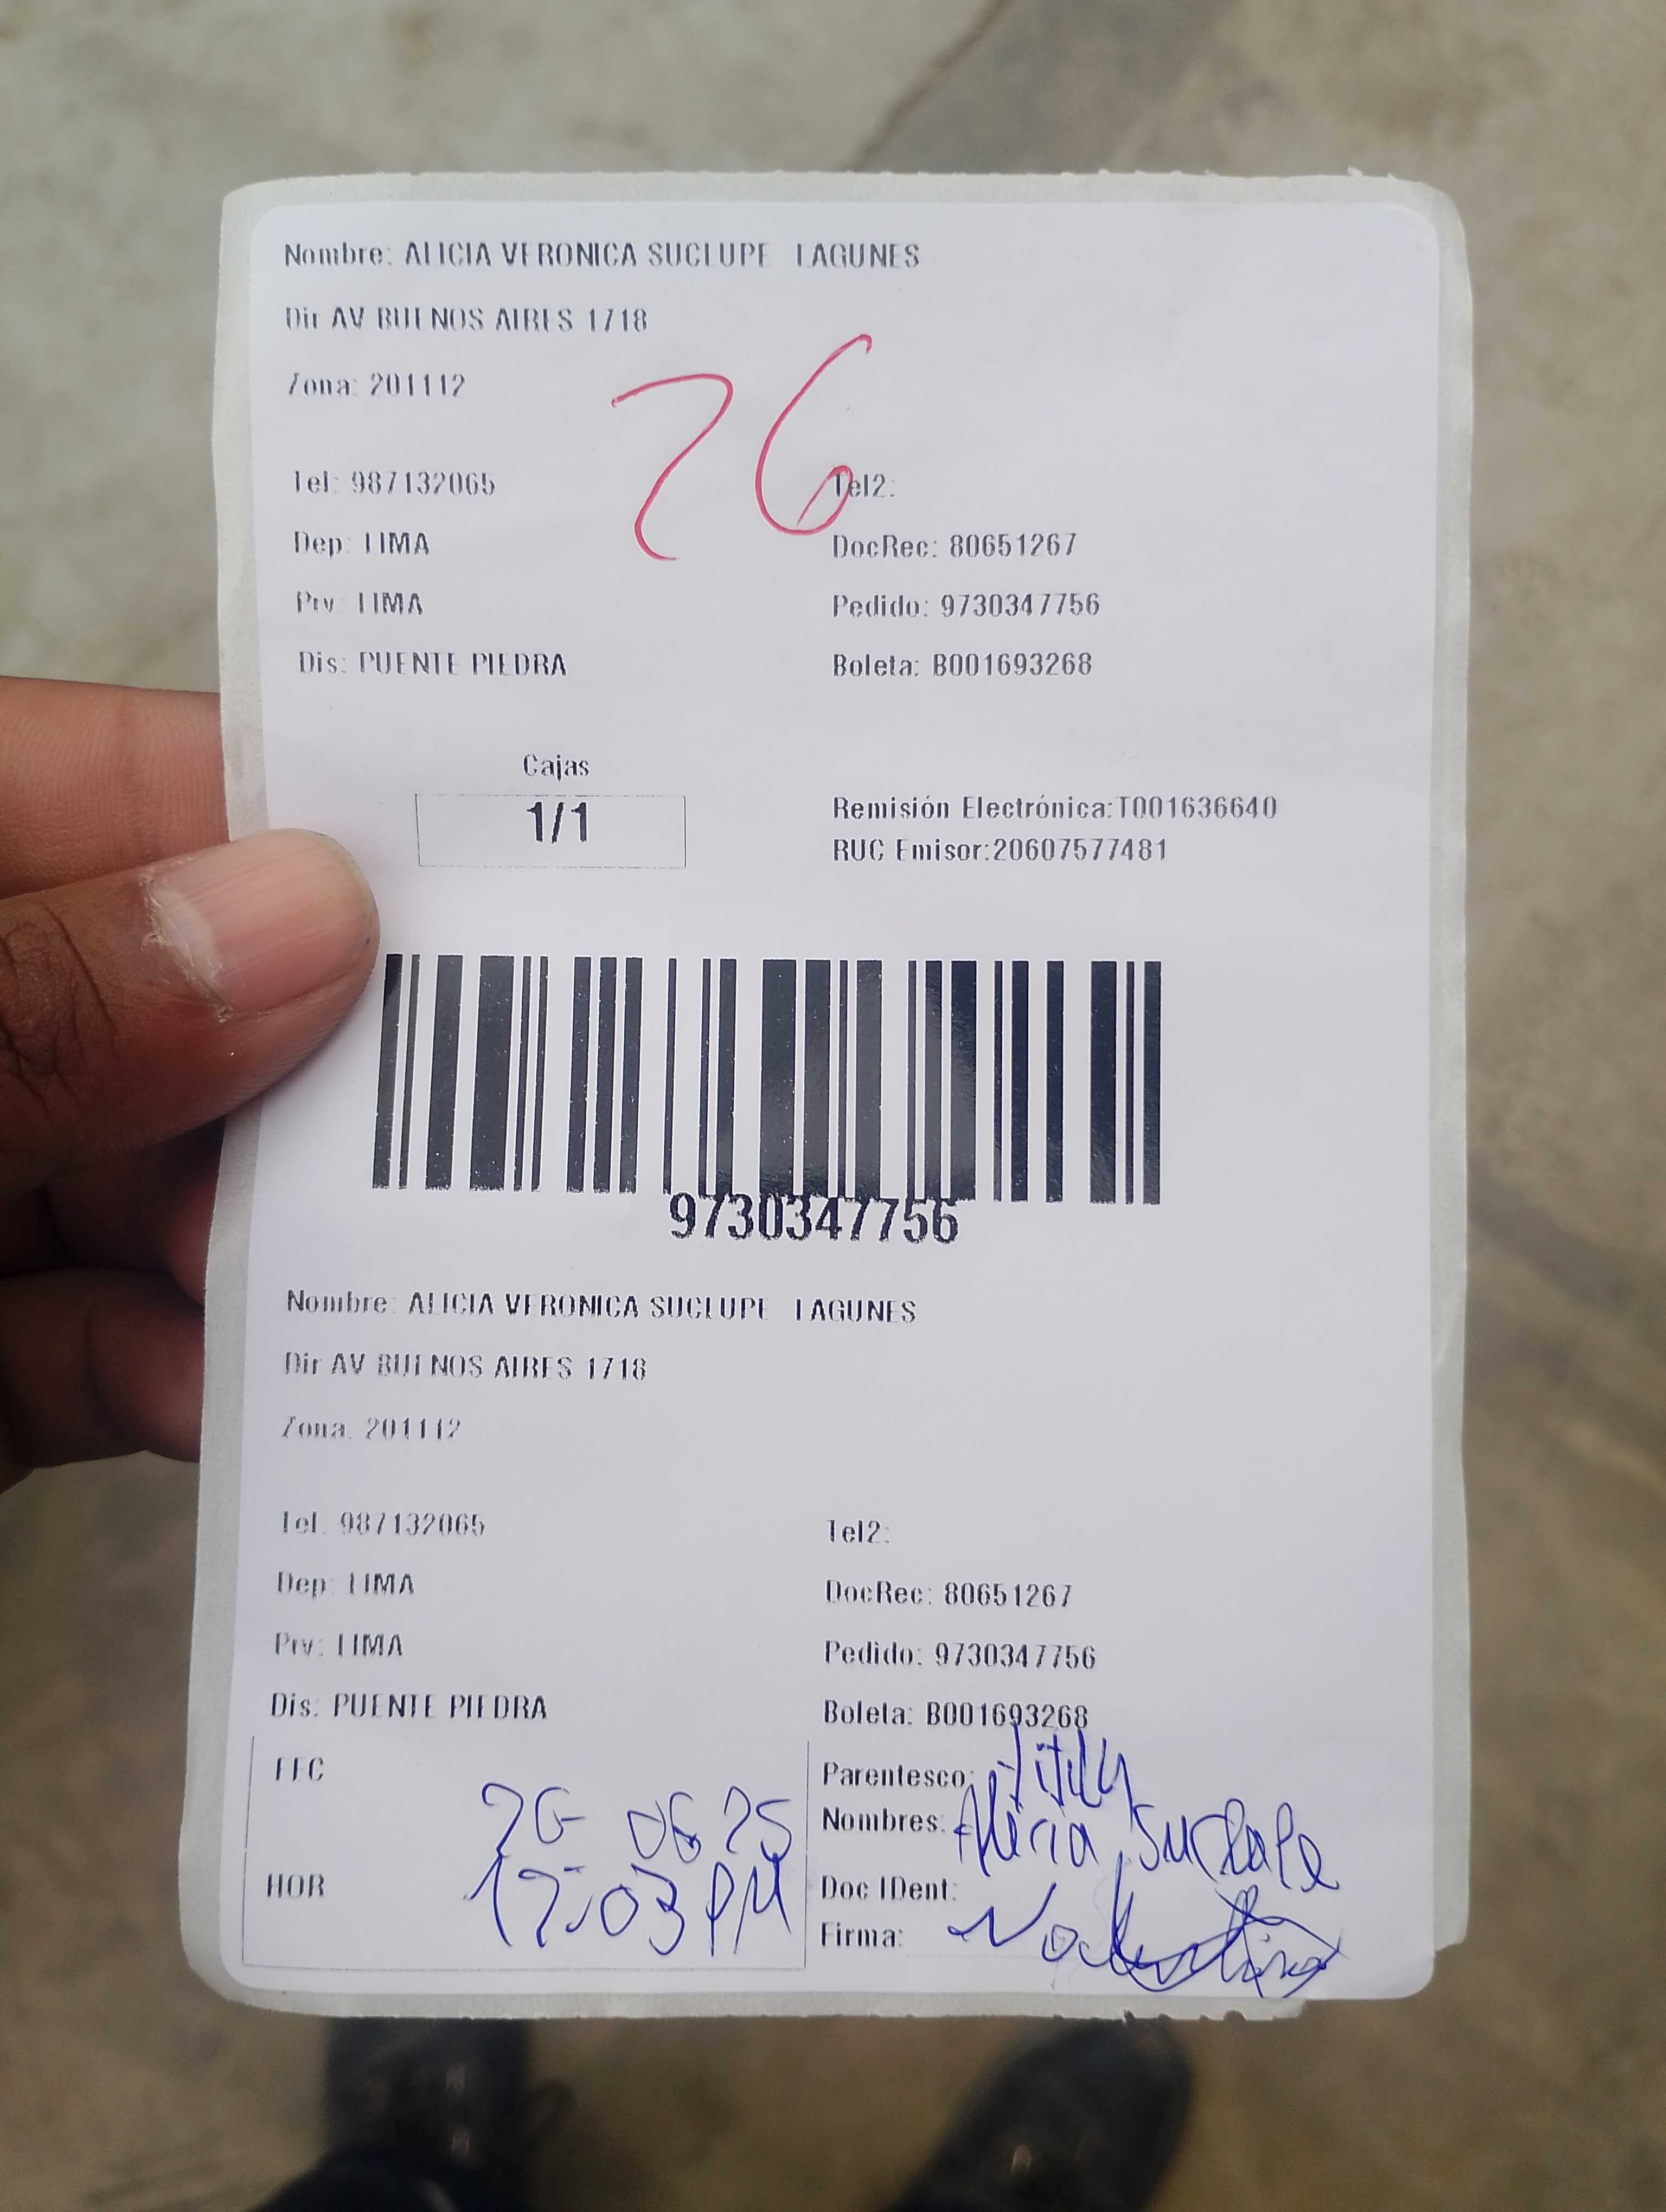 Nombre: ALICIA VERONICA SUCLUPE LAGUNES
Dir AV BUENOS AIRES 1718
Zona: 201112
26
Tel: 987132065 Tel2:
Dep: LIMA DocRec: 80651267
Prv: LIMA Pedido: 9730347756
Dis: PUENTE PIEDRA Boleta: B001693268
Cajas
1/1
Remisión Electrónica:T001636640
RUC Emisor:20607577481
9730347756
Nombre: ALICIA VERONICA SUCLUPE LAGUNES
Dir AV BUENOS AIRES 1718
Zona: 201112
Tel: 987132065 Tel2:
Dep: LIMA DocRec: 80651267
Prv: LIMA Pedido: 9730347756
Dis: PUENTE PIEDRA Boleta: B001693268
FEC 26 06 25
HOR 12:03 PM
Parentesco:
Nombres: Alicia Suclupe
Doc IDent:
Firma: